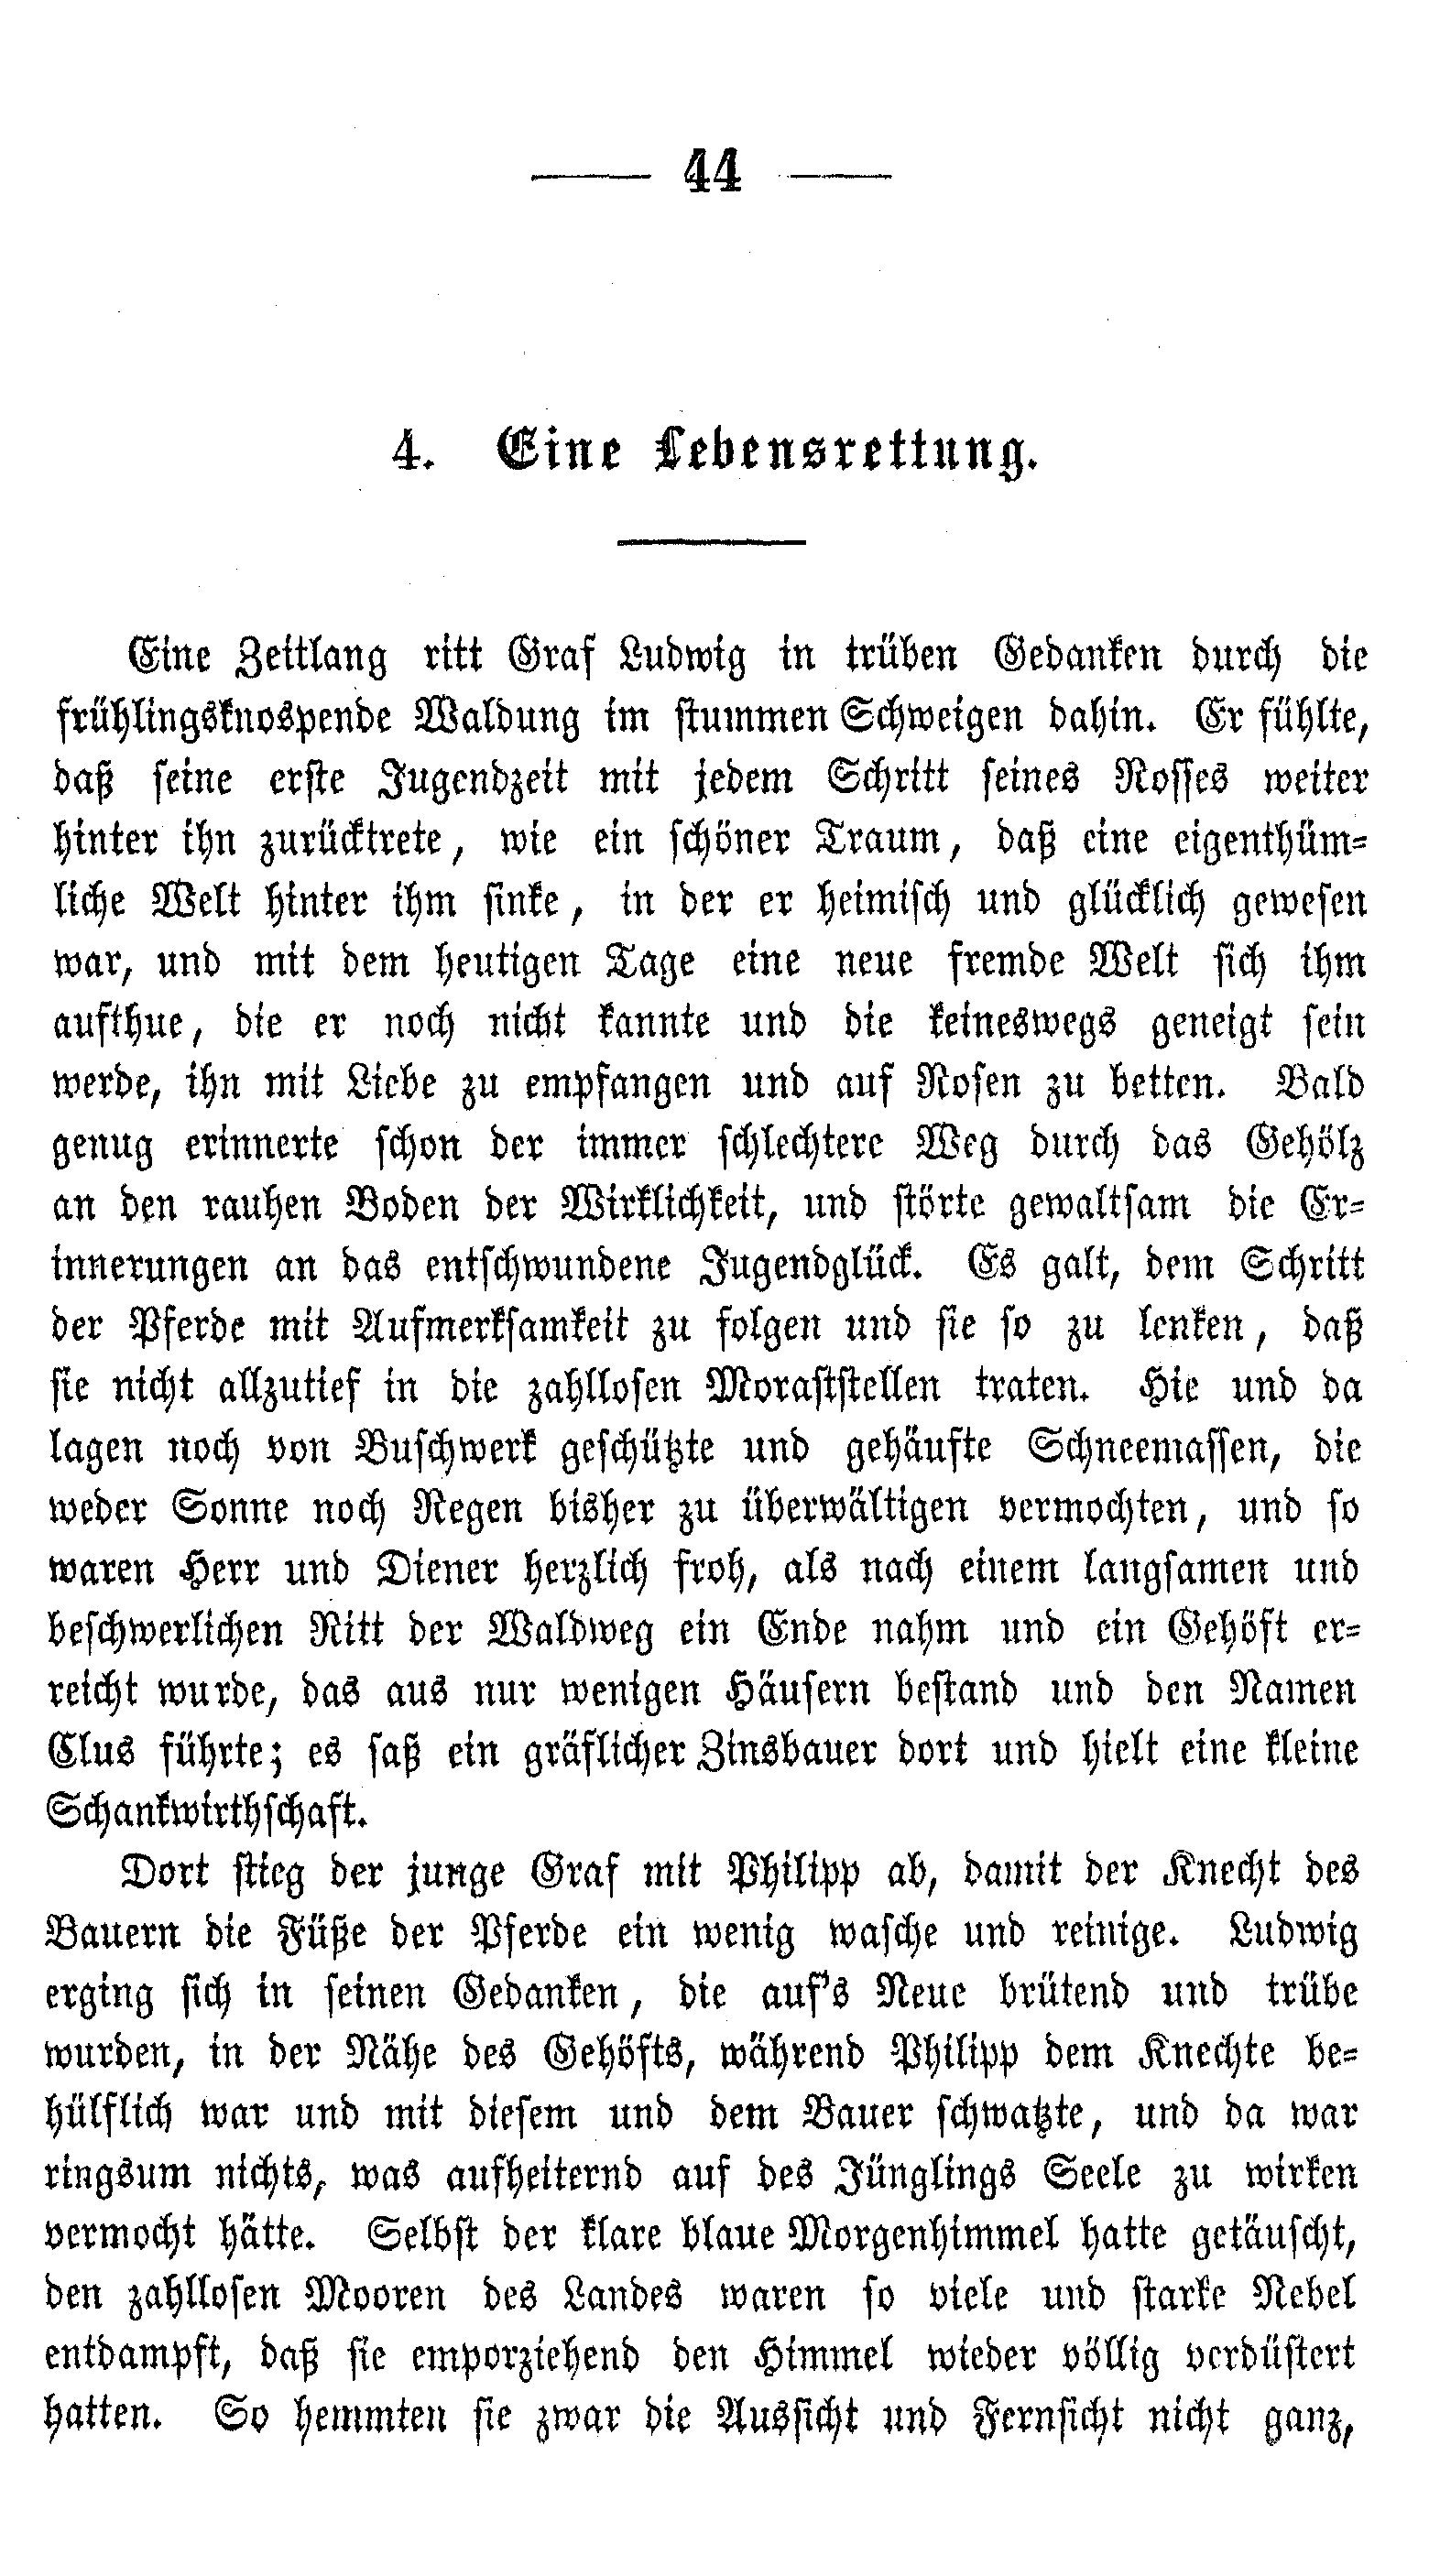 — 44 —
4. Eine Lebensrettung.
Eine Zeitlang ritt Graf Ludwig in trüben Gedanken durch die
frühlingsknospende Waldung im stummen Schweigen dahin. Er fühlte,
daß seine erste Jugendzeit mit jedem Schritt seines Rosses weiter
hinter ihn zurücktrete, wie ein schöner Traum, daß eine eigenthüm-
liche Welt hinter ihm sinke, in der er heimisch und glücklich gewesen
war, und mit dem heutigen Tage eine neue fremde Welt sich ihm
aufthue, die er noch nicht kannte und die keineswegs geneigt sein
werde, ihn mit Liebe zu empfangen und auf Rosen zu betten. Bald
genug erinnerte schon der immer schlechtere Weg durch das Gehölz
an den rauhen Boden der Wirklichkeit, und störte gewaltsam die Er-
innerungen an das entschwundene Jugendglück. Es galt, dem Schritt
der Pferde mit Aufmerksamkeit zu folgen und sie so zu lenken, daß
sie nicht allzutief in die zahllosen Moraststellen traten. Hie und da
lagen noch von Buschwerk geschützte und gehäufte Schneemassen, die
weder Sonne noch Regen bisher zu überwältigen vermochten, und so
waren Herr und Diener herzlich froh, als nach einem langsamen und
beschwerlichen Ritt der Waldweg ein Ende nahm und ein Gehöft er-
reicht wurde, das aus nur wenigen Häusern bestand und den Namen
Clus führte; es saß ein gräflicher Zinsbauer dort und hielt eine kleine
Schankwirthschaft.
Dort stieg der junge Graf mit Philipp ab, damit der Knecht des
Bauern die Füße der Pferde ein wenig wasche und reinige. Ludwig
erging sich in seinen Gedanken, die auf's Neue brütend und trübe
wurden, in der Nähe des Gehöfts, während Philipp dem Knechte be-
hülflich war und mit diesem und dem Bauer schwatzte, und da war
ringsum nichts, was aufheiternd auf des Jünglings Seele zu wirken
vermocht hätte. Selbst der klare blaue Morgenhimmel hatte getäuscht,
den zahllosen Mooren des Landes waren so viele und starke Nebel
entdampft, daß sie emporziehend den Himmel wieder völlig verdüstert
hatten. So hemmten sie zwar die Aussicht und Fernsicht nicht ganz,